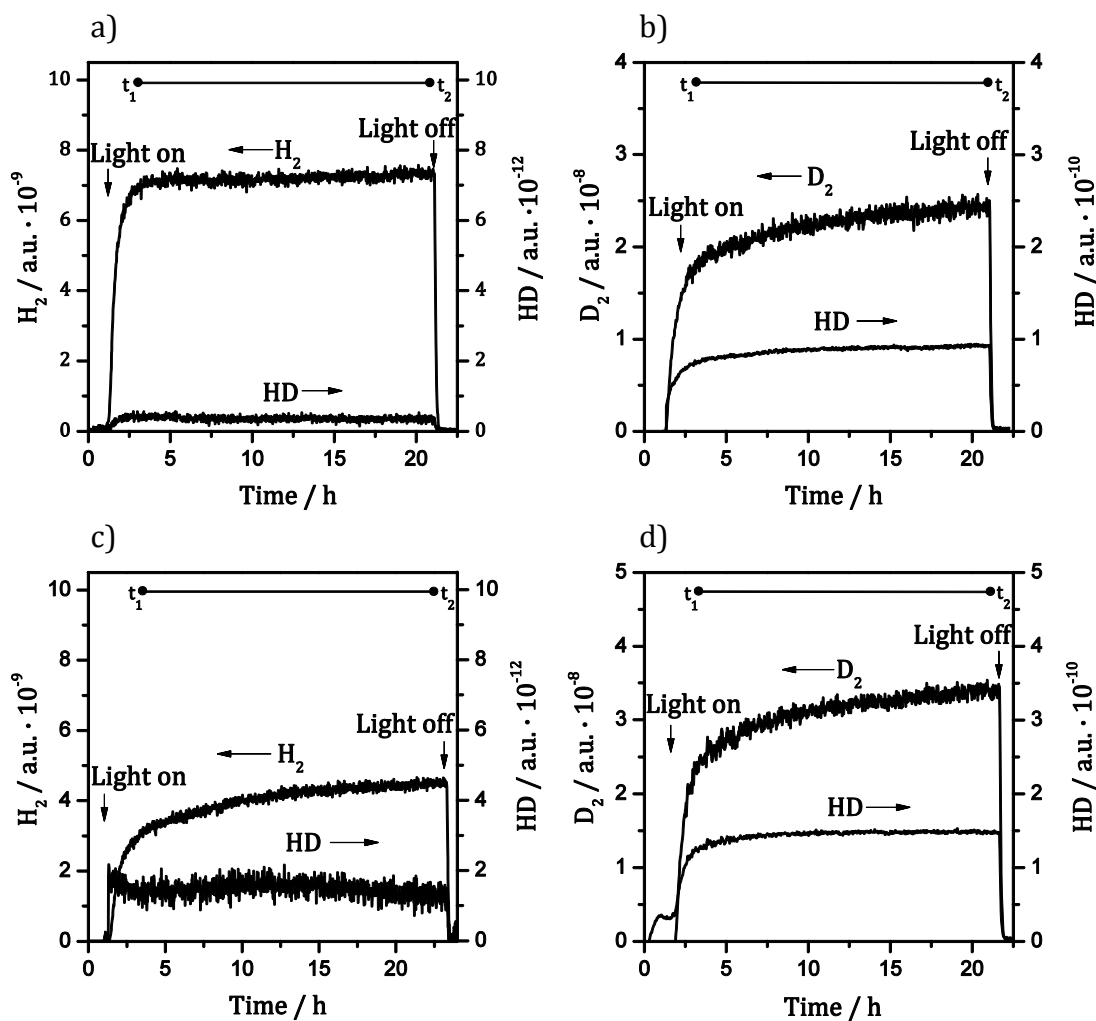 a)
10
8
6
4
2
0
H₂ / a.u. · 10⁻⁹
t₁
t₂
Light on
H₂
Light off
HD
10
8
6
4
2
0
HD / a.u. · 10⁻¹²
0 5 10 15 20
Time / h
b)
4
3
2
1
0
D₂ / a.u. · 10⁻⁸
t₁
t₂
Light on
D₂
Light off
HD
4
3
2
1
0
HD / a.u. · 10⁻¹⁰
0 5 10 15 20
Time / h
c)
10
8
6
4
2
0
H₂ / a.u. · 10⁻⁹
t₁
t₂
Light on
H₂
Light off
HD
10
8
6
4
2
0
HD / a.u. · 10⁻¹²
0 5 10 15 20
Time / h
d)
5
4
3
2
1
0
D₂ / a.u. · 10⁻⁸
t₁
t₂
Light on
D₂
Light off
HD
5
4
3
2
1
0
HD / a.u. · 10⁻¹⁰
0 5 10 15 20
Time / h